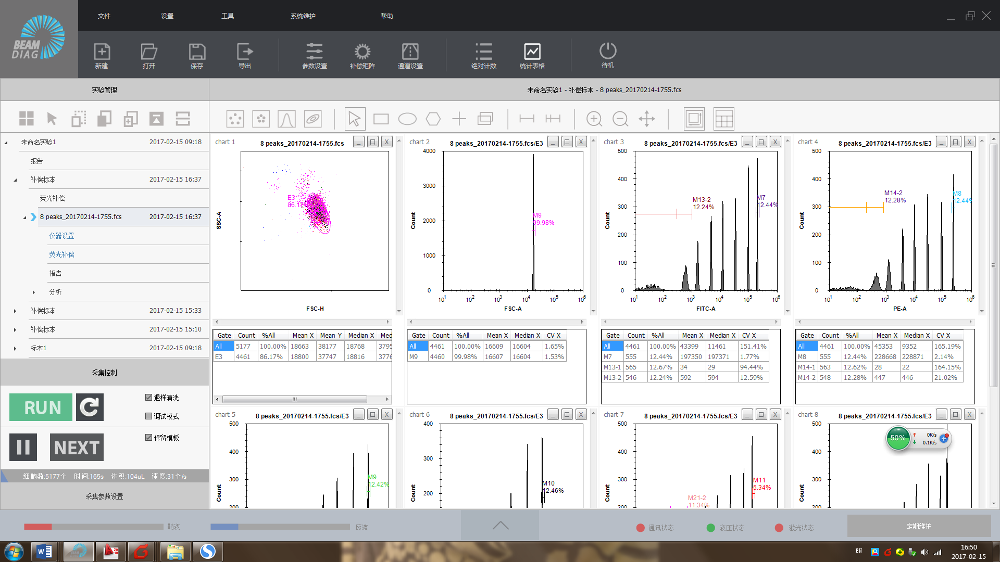 文件 设置 工具 系统维护 帮助
BEAM
DIAG
新建 打开 保存 导出 参数设置 补偿矩阵 通道设置 绝对计数 统计表格 待机
实验管理
未命名实验1 - 补偿标本 - 8 peaks_20170214-1755.fcs
未命名实验1 2017-02-15 09:18
报告
补偿标本 2017-02-15 16:37
荧光补偿
8 peaks_20170214-1755.fcs 2017-02-15 16:37
仪器设置
荧光补偿
报告
分析
补偿标本 2017-02-15 15:33
补偿标本 2017-02-15 15:10
标本1 2017-02-15 09:18
采集控制
RUN
退样清洗
调试模式
NEXT
保留模板
细胞数:5177个 时间:165s 体积:104uL 速度:31个/s
采集参数设置
chart 1 8 peaks_20170214-1755.fcs
SSC-A
E3
86.17
FSC-H
Gate Count %All Mean X Mean Y Median X Med
All 5177 100.00% 18663 38177 18768 3795
E3 4461 86.17% 18800 37747 18816 3776
chart 2 8 peaks_20170214-1755.fcs/E3
4000
3000
2000
1000
0
Count
M9
99.98%
10^1 10^2 10^3 10^4 10^5 10^6
FSC-A
Gate Count %All Mean X Median X CV X
All 4461 100.00% 16609 16604 1.65%
M9 4460 99.98% 16607 16604 1.53%
chart 3 8 peaks_20170214-1755.fcs/E3
500
400
300
200
100
0
Count
M13-2
12.24%
M7
12.44%
10^1 10^2 10^3 10^4 10^5 10^6
FITC-A
Gate Count %All Mean X Median X CV X
All 4461 100.00% 43399 11461 151.41%
M7 555 12.44% 197350 197371 1.77%
M13-1 565 12.67% 34 29 94.44%
M13-2 546 12.24% 592 594 12.59%
chart 4 8 peaks_20170214-1755.fcs/E3
500
400
300
200
100
0
Count
M14-2
12.28%
M8
12.44%
10^1 10^2 10^3 10^4 10^5 10^6
PE-A
Gate Count %All Mean X Median X CV X
All 4461 100.00% 45353 9352 165.19%
M8 555 12.44% 228668 228871 2.14%
M14-1 563 12.62% 28 22 164.15%
M14-2 548 12.28% 447 446 21.02%
chart 5 8 peaks_20170214-1755.fcs/E3
500
400
300
200
Count
M9
12.42%
chart 6 8 peaks_20170214-1755.fcs/E3
400
300
200
Count
M10
12.46%
chart 7 8 peaks_20170214-1755.fcs/E3
500
400
300
200
Count
M21-2
11.34%
M11
5.34%
chart 8 8 peaks_20170214-1755.fcs/E3
500
400
300
200
Count
50%
0K/s
0.1K/s
鞘液 废液 通讯状态 液压状态 激光状态 定期维护
EN
16:50
2017-02-15